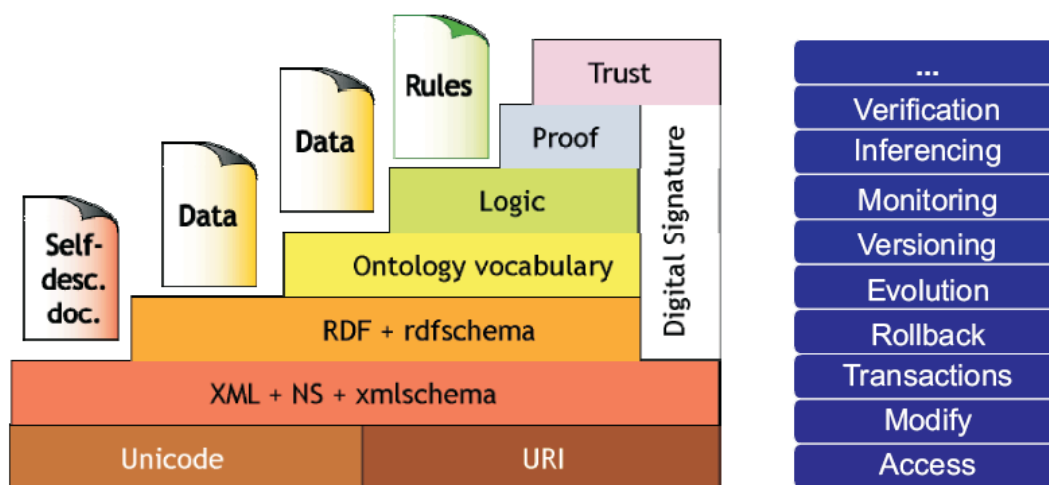 Trust
Rules
Proof
Data
Logic
Data
Digital Signature
Self-
desc.
doc.
Ontology vocabulary
RDF + rdfschema
XML + NS + xmlschema
Unicode
URI
...
Verification
Inferencing
Monitoring
Versioning
Evolution
Rollback
Transactions
Modify
Access